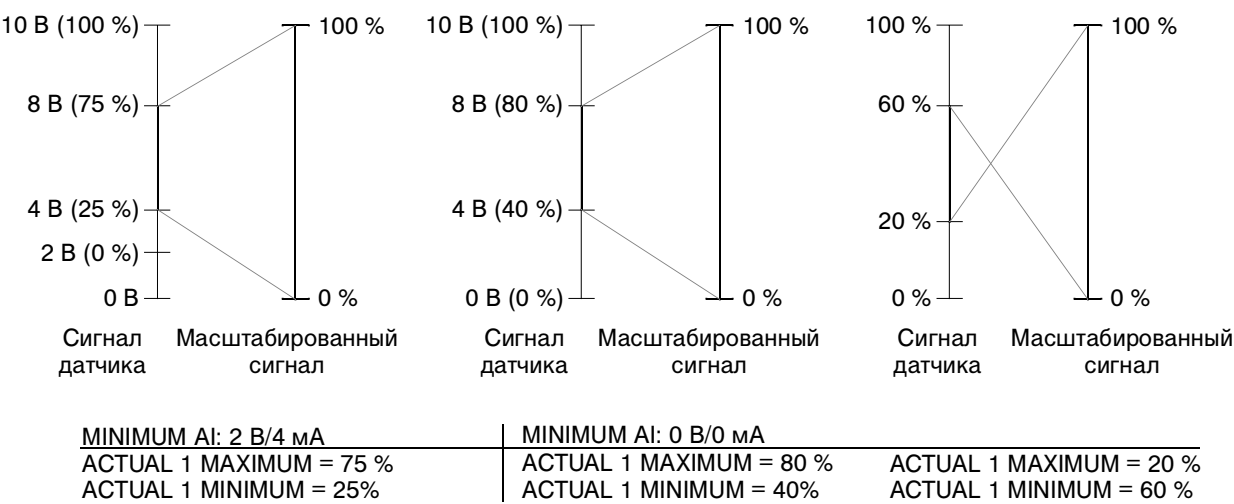 10 В (100 %)
100 %
8 В (75 %)
4 В (25 %)
2 В (0 %)
0 В
0 %
Сигнал датчика
Масштабированный сигнал
10 В (100 %)
100 %
8 В (80 %)
4 В (40 %)
0 В (0 %)
0 %
Сигнал датчика
Масштабированный сигнал
100 %
100 %
60 %
20 %
0 %
0 %
Сигнал датчика
Масштабированный сигнал
MINIMUM AI: 2 В/4 мА
ACTUAL 1 MAXIMUM = 75 %
ACTUAL 1 MINIMUM = 25%
MINIMUM AI: 0 В/0 мА
ACTUAL 1 MAXIMUM = 80 %
ACTUAL 1 MINIMUM = 40%
ACTUAL 1 MAXIMUM = 20 %
ACTUAL 1 MINIMUM = 60 %